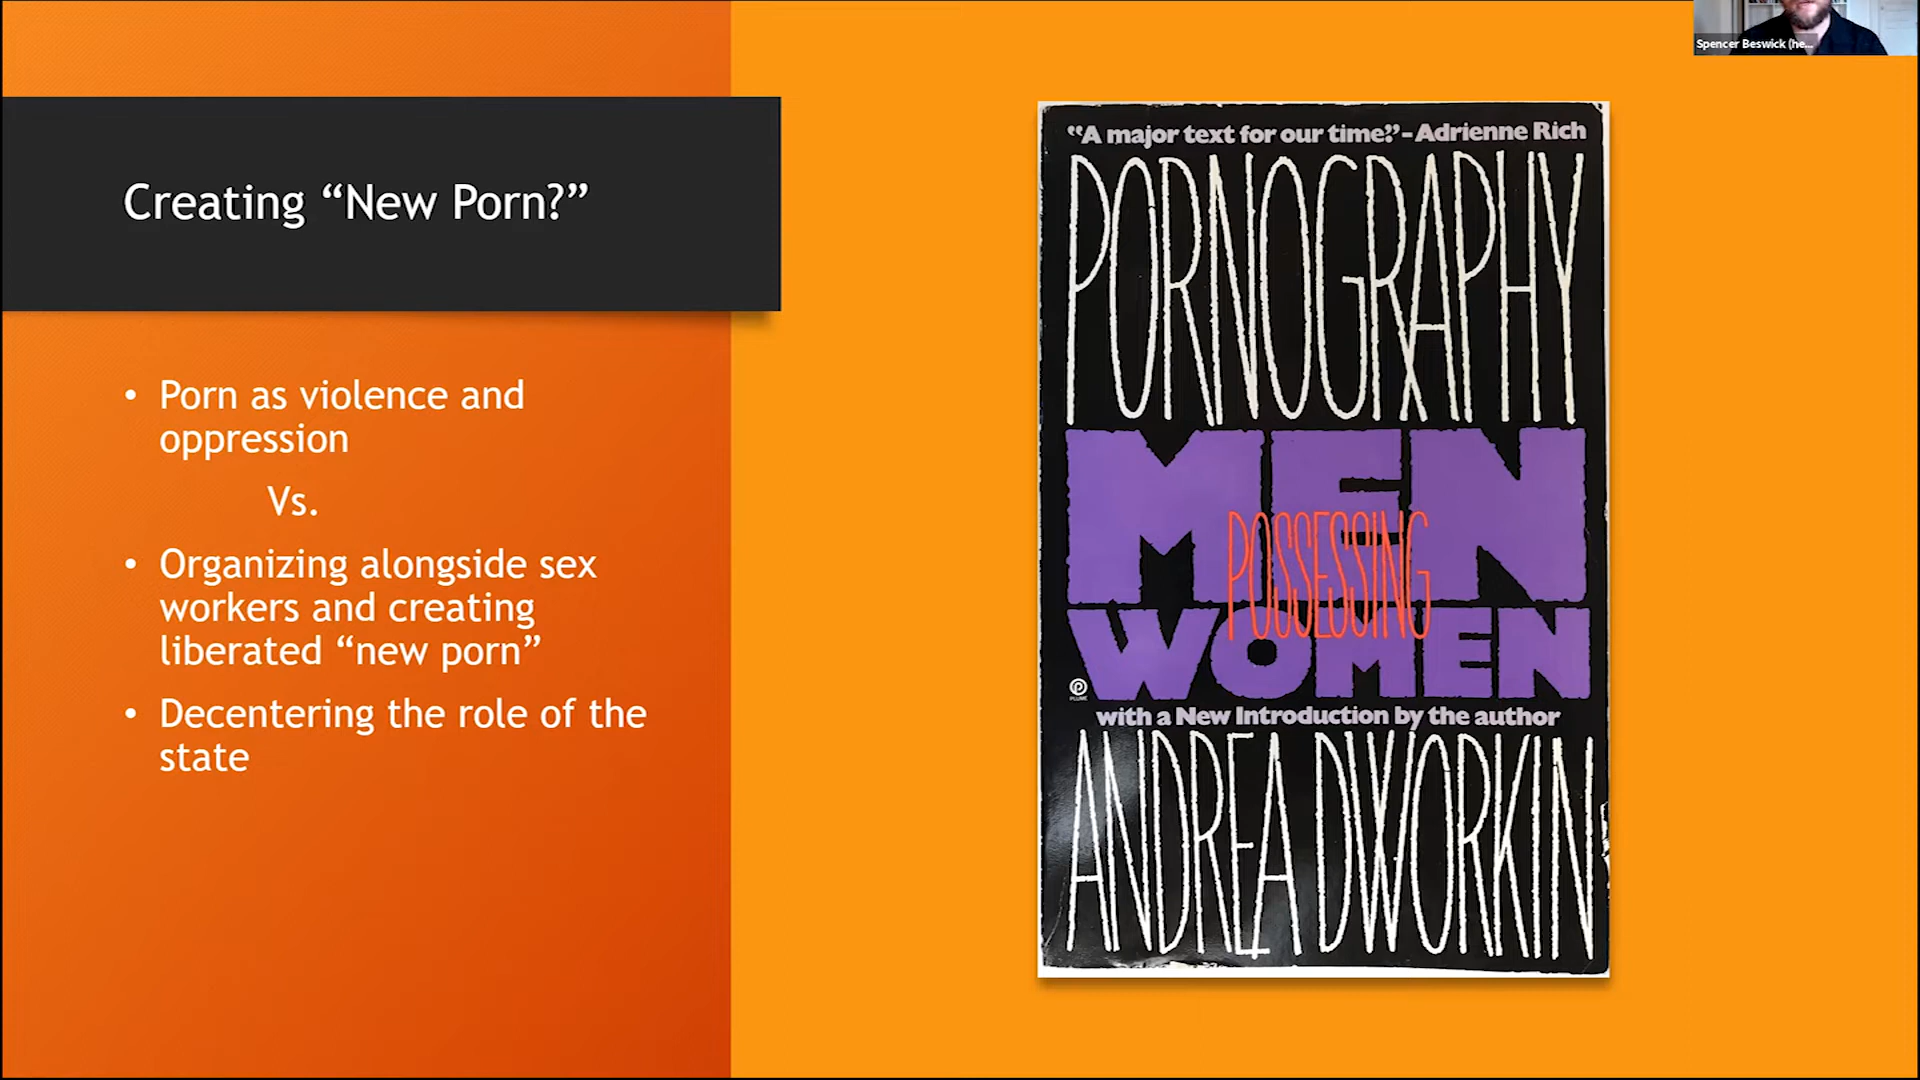 Spencer Beswick (he...
Creating “New Porn?”
• Porn as violence and
oppression
Vs.
• Organizing alongside sex
workers and creating
liberated “new porn”
• Decentering the role of the
state
“A major text for our time.” - Adrienne Rich
PORNOGRAPHY
MEN
POSSESSING
WOMEN
PLUME
with a New Introduction by the author
ANDREA DWORKIN